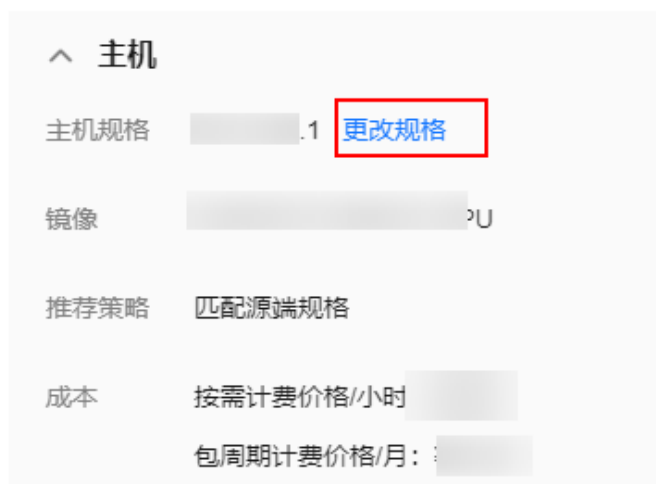 主机
主机规格 .1 更改规格
镜像 PU
推荐策略 匹配源端规格
成本 按需计费价格/小时
包周期计费价格/月：